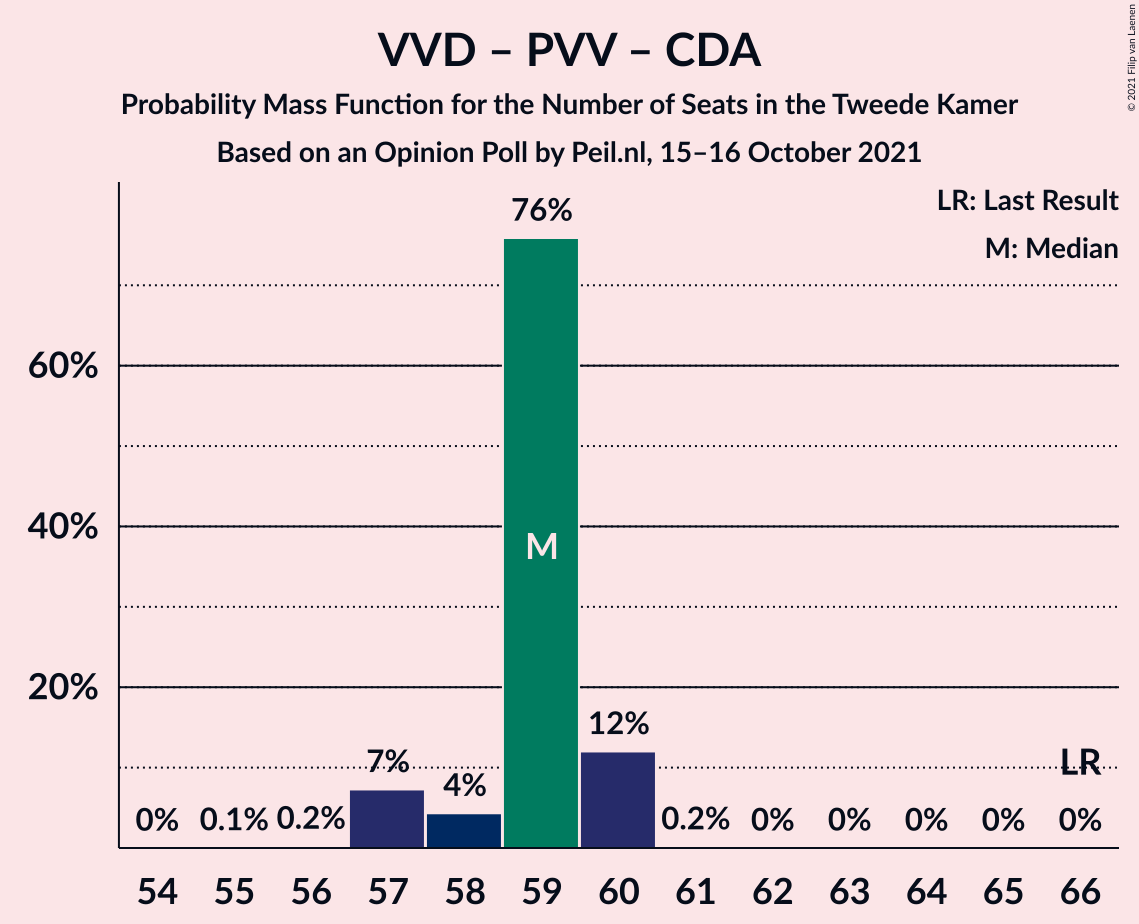 VVD – PVV – CDA
Probability Mass Function for the Number of Seats in the Tweede Kamer
Based on an Opinion Poll by Peil.nl, 15–16 October 2021
© 2021 Filip van Laenen
LR: Last Result
M: Median
60%
40%
20%
0% 0.1% 0.2% 7% 4% 76% 12% 0.2% 0% 0% 0% 0% 0%
M
LR
54 55 56 57 58 59 60 61 62 63 64 65 66